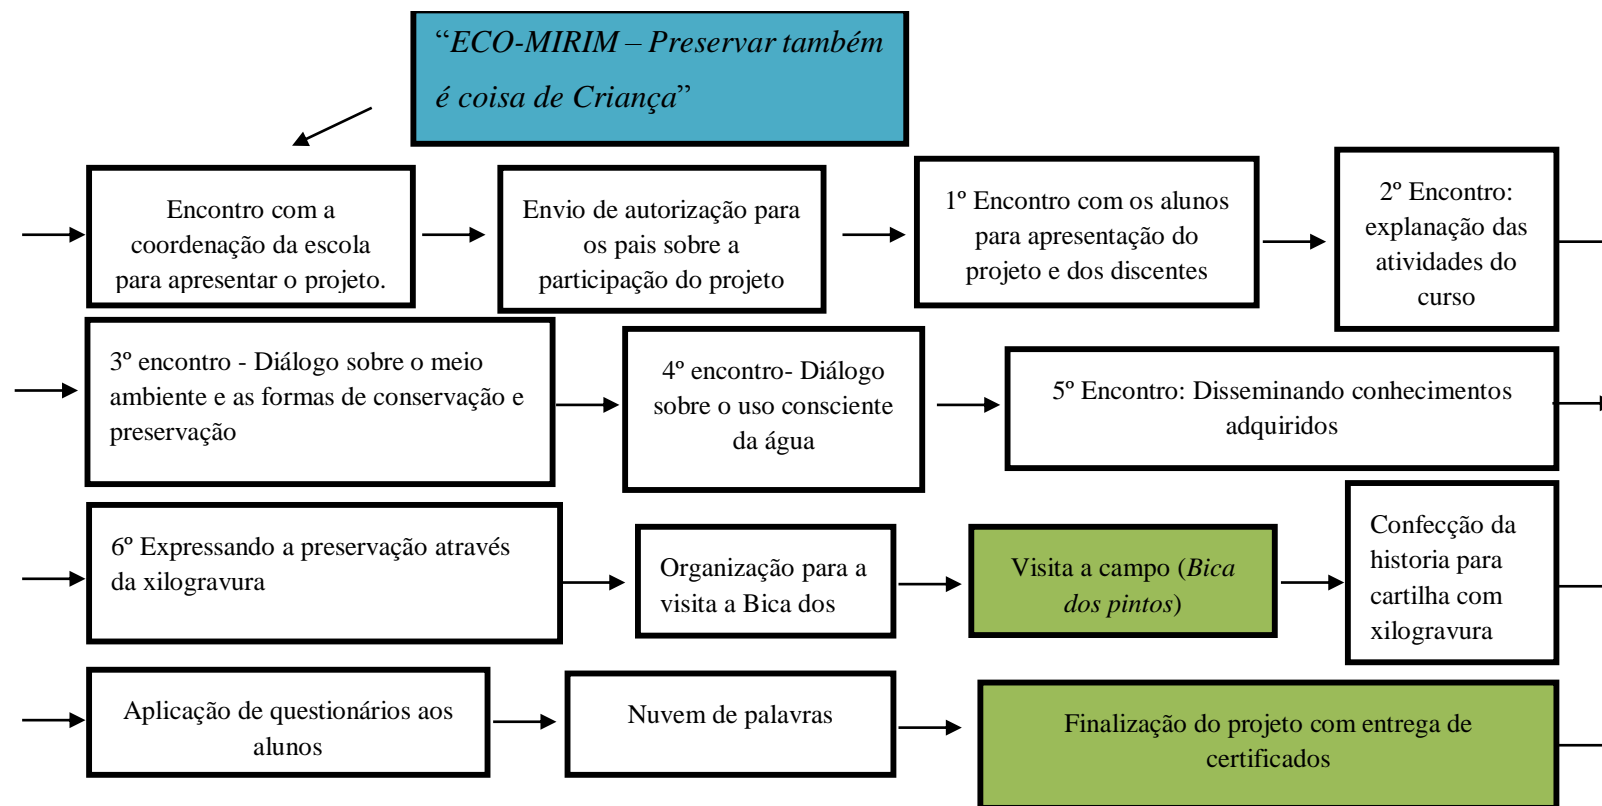 “ECO-MIRIM – Preservar também
é coisa de Criança”
Encontro com a
coordenação da escola
para apresentar o projeto.
Envio de autorização para
os pais sobre a
participação do projeto
1º Encontro com os alunos
para apresentação do
projeto e dos discentes
2º Encontro:
explanação das
atividades do
curso
3º encontro - Diálogo sobre o meio
ambiente e as formas de conservação e
preservação
4º encontro- Diálogo
sobre o uso consciente
da água
5º Encontro: Disseminando conhecimentos
adquiridos
6º Expressando a preservação através
da xilogravura
Organização para a
visita a Bica dos
Visita a campo (Bica
dos pintos)
Confecção da
historia para
cartilha com
xilogravura
Aplicação de questionários aos
alunos
Nuvem de palavras
Finalização do projeto com entrega de
certificados